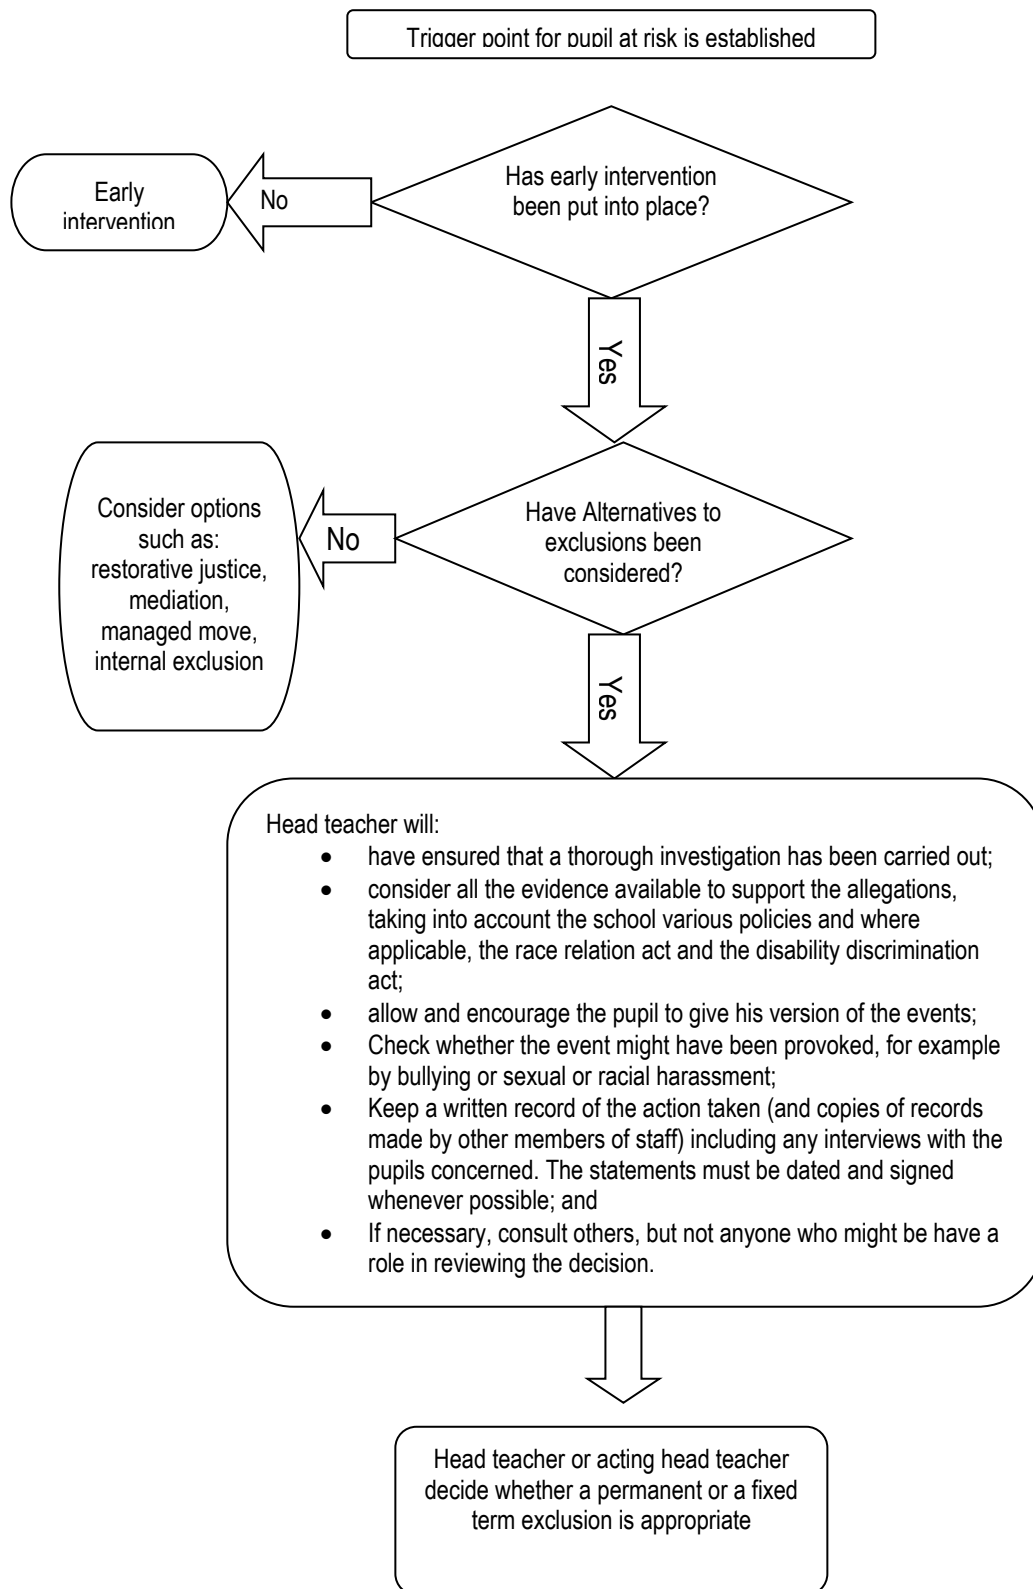 Trigger point for pupil at risk is established
Has early intervention
been put into place?
No
Early
intervention
Yes
Have Alternatives to
exclusions been
considered?
No
Consider options
such as:
restorative justice,
mediation,
managed move,
internal exclusion
Yes
Head teacher will:
• have ensured that a thorough investigation has been carried out;
• consider all the evidence available to support the allegations,
taking into account the school various policies and where
applicable, the race relation act and the disability discrimination
act;
• allow and encourage the pupil to give his version of the events;
• Check whether the event might have been provoked, for example
by bullying or sexual or racial harassment;
• Keep a written record of the action taken (and copies of records
made by other members of staff) including any interviews with the
pupils concerned. The statements must be dated and signed
whenever possible; and
• If necessary, consult others, but not anyone who might be have a
role in reviewing the decision.
Head teacher or acting head teacher
decide whether a permanent or a fixed
term exclusion is appropriate